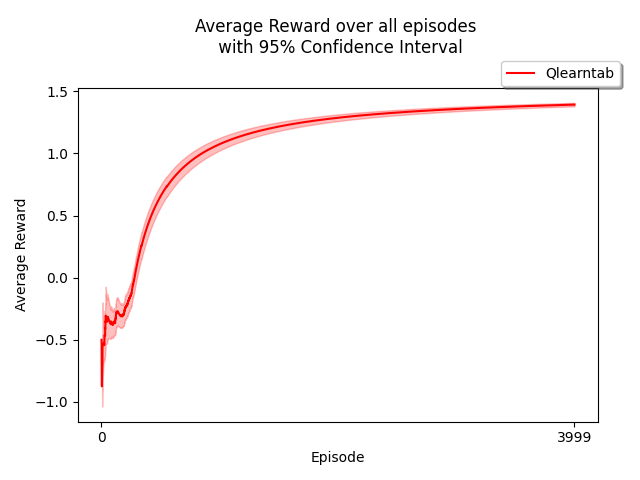 Average Reward over all episodes
with 95% Confidence Interval
Qlearntab
1.5
1.0
0.5
0.0
−0.5
−1.0
Average Reward
0
3999
Episode